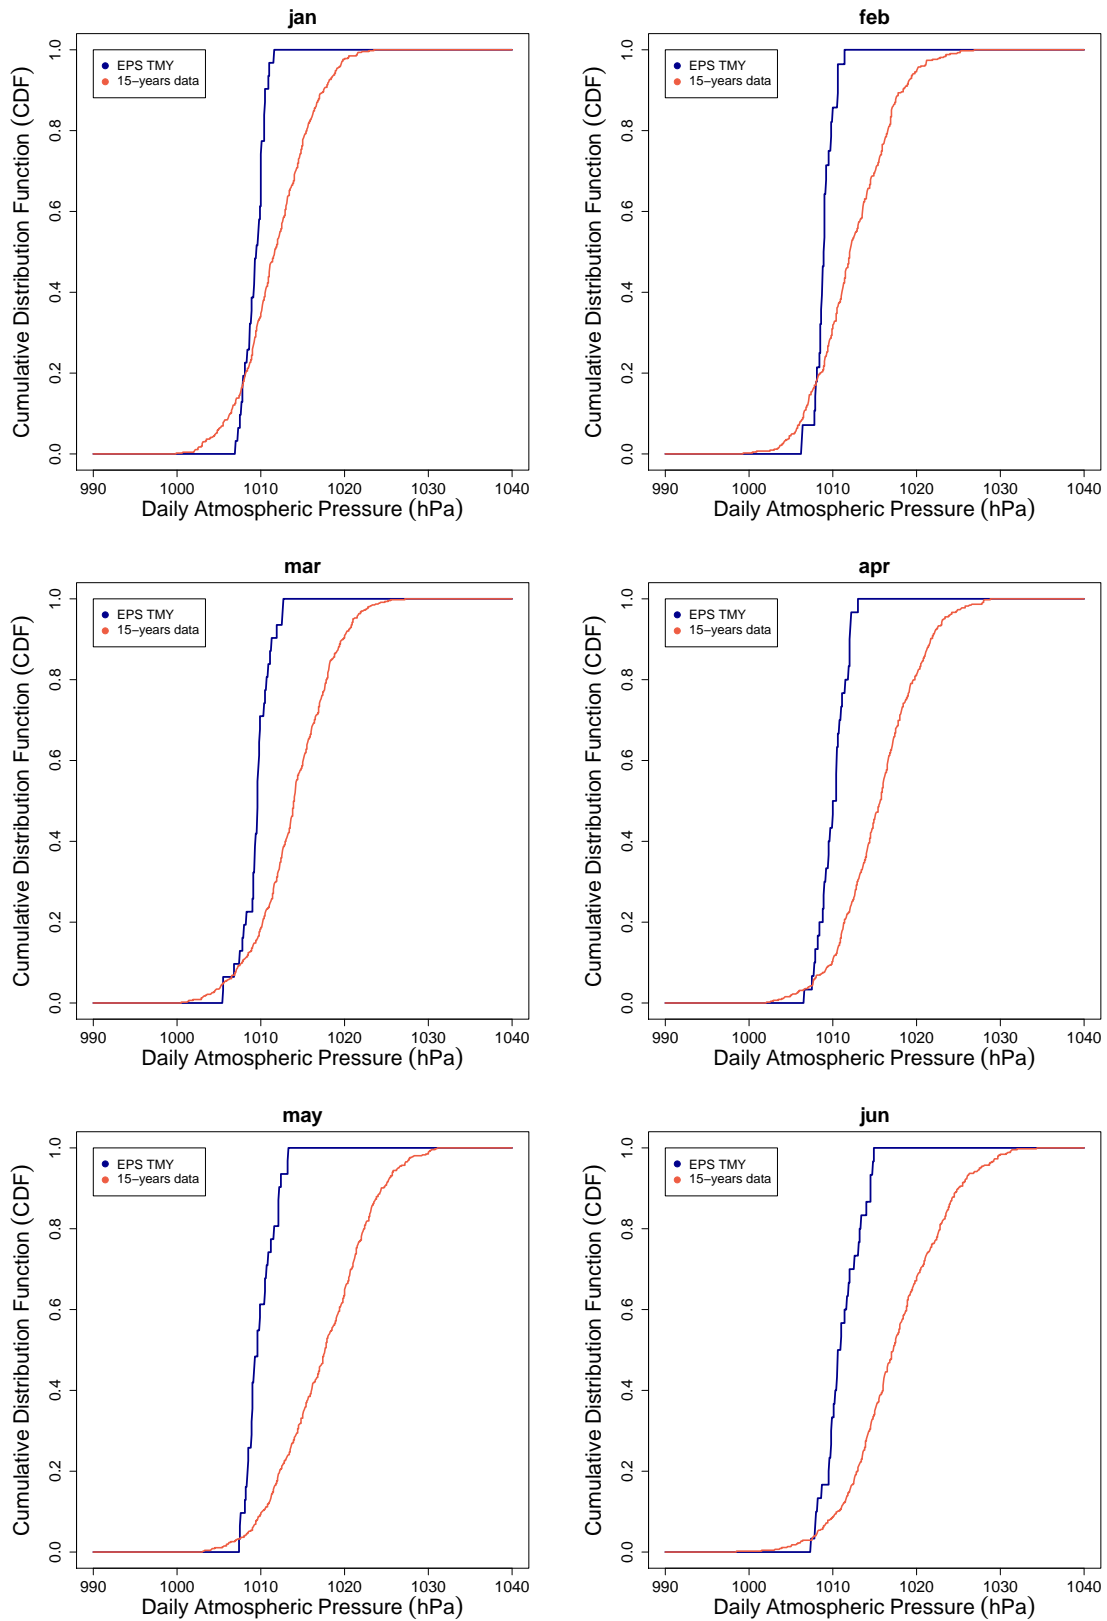 jan
Cumulative Distribution Function (CDF)
0.0 0.2 0.4 0.6 0.8 1.0
EPS TMY
15−years data
990 1000 1010 1020 1030 1040
Daily Atmospheric Pressure (hPa)
feb
Cumulative Distribution Function (CDF)
0.0 0.2 0.4 0.6 0.8 1.0
EPS TMY
15−years data
990 1000 1010 1020 1030 1040
Daily Atmospheric Pressure (hPa)
mar
Cumulative Distribution Function (CDF)
0.0 0.2 0.4 0.6 0.8 1.0
EPS TMY
15−years data
990 1000 1010 1020 1030 1040
Daily Atmospheric Pressure (hPa)
apr
Cumulative Distribution Function (CDF)
0.0 0.2 0.4 0.6 0.8 1.0
EPS TMY
15−years data
990 1000 1010 1020 1030 1040
Daily Atmospheric Pressure (hPa)
may
Cumulative Distribution Function (CDF)
0.0 0.2 0.4 0.6 0.8 1.0
EPS TMY
15−years data
990 1000 1010 1020 1030 1040
Daily Atmospheric Pressure (hPa)
jun
Cumulative Distribution Function (CDF)
0.0 0.2 0.4 0.6 0.8 1.0
EPS TMY
15−years data
990 1000 1010 1020 1030 1040
Daily Atmospheric Pressure (hPa)